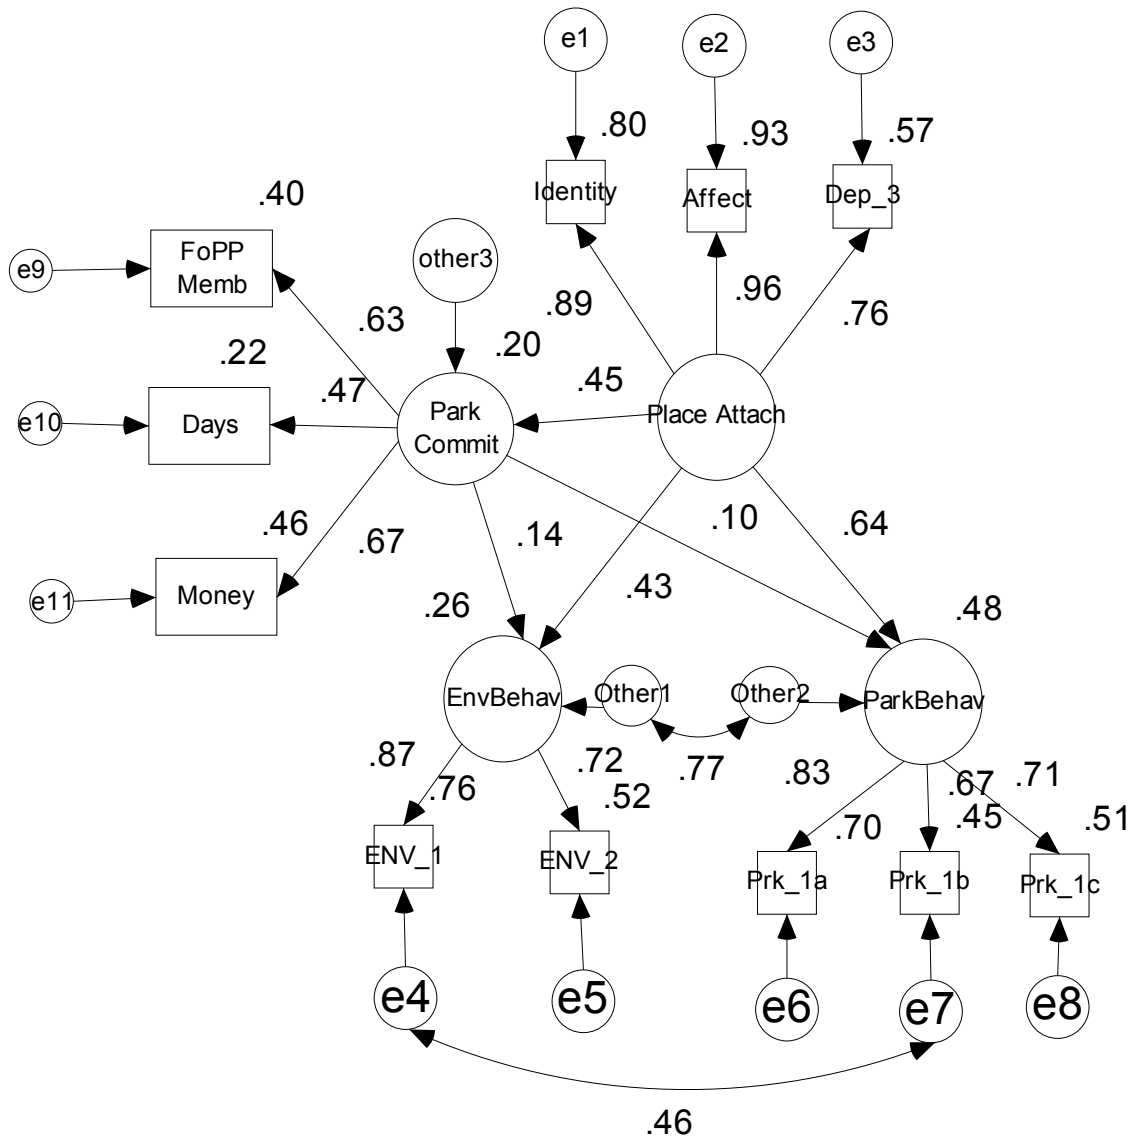 e1
e2
e3
.80
.93
.57
Identity
Affect
Dep_3
.40
e9
FoPP
Memb
other3
.63
.89
.96
.76
.22
.20
.47
.45
e10
Days
Park
Commit
Place Attach
.46
.67
.14
.10
.64
e11
Money
.26
.43
.48
EnvBehav
Other1
Other2
ParkBehav
.87
.76
.72
.52
.77
.83
.70
.67
.45
.71
.51
ENV_1
ENV_2
Prk_1a
Prk_1b
Prk_1c
e4
e5
e6
e7
e8
.46